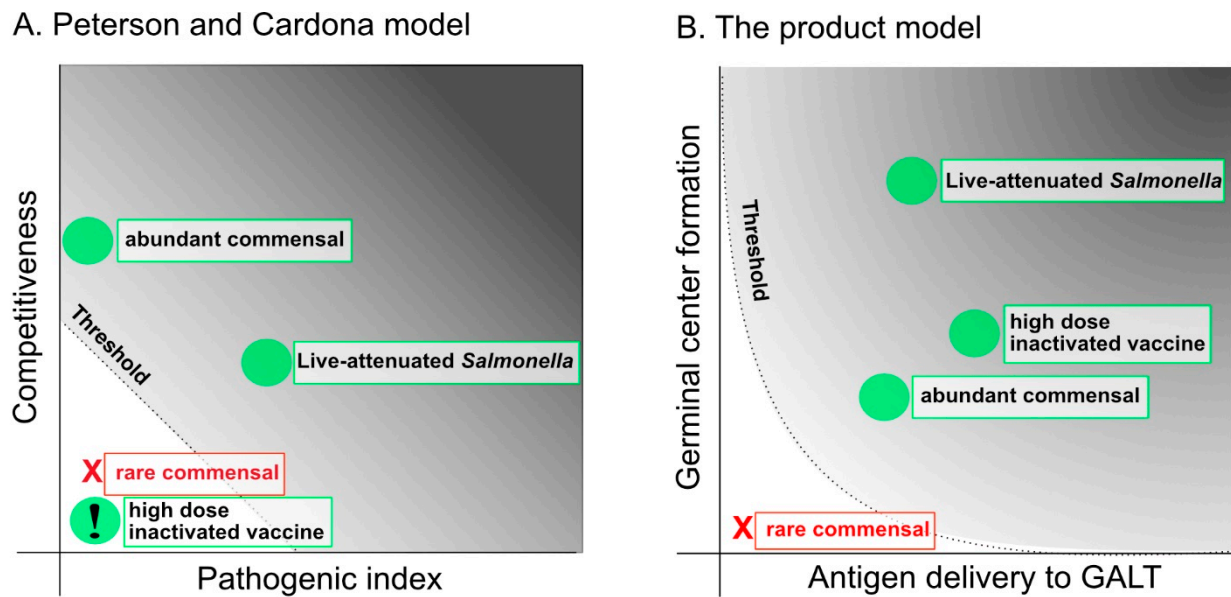 A. Peterson and Cardona model
Competitiveness
abundant commensal
Threshold
Live-attenuated Salmonella
X rare commensal
!
high dose
inactivated vaccine
Pathogenic index
B. The product model
Germinal center formation
Live-attenuated Salmonella
Threshold
high dose
inactivated vaccine
abundant commensal
X rare commensal
Antigen delivery to GALT